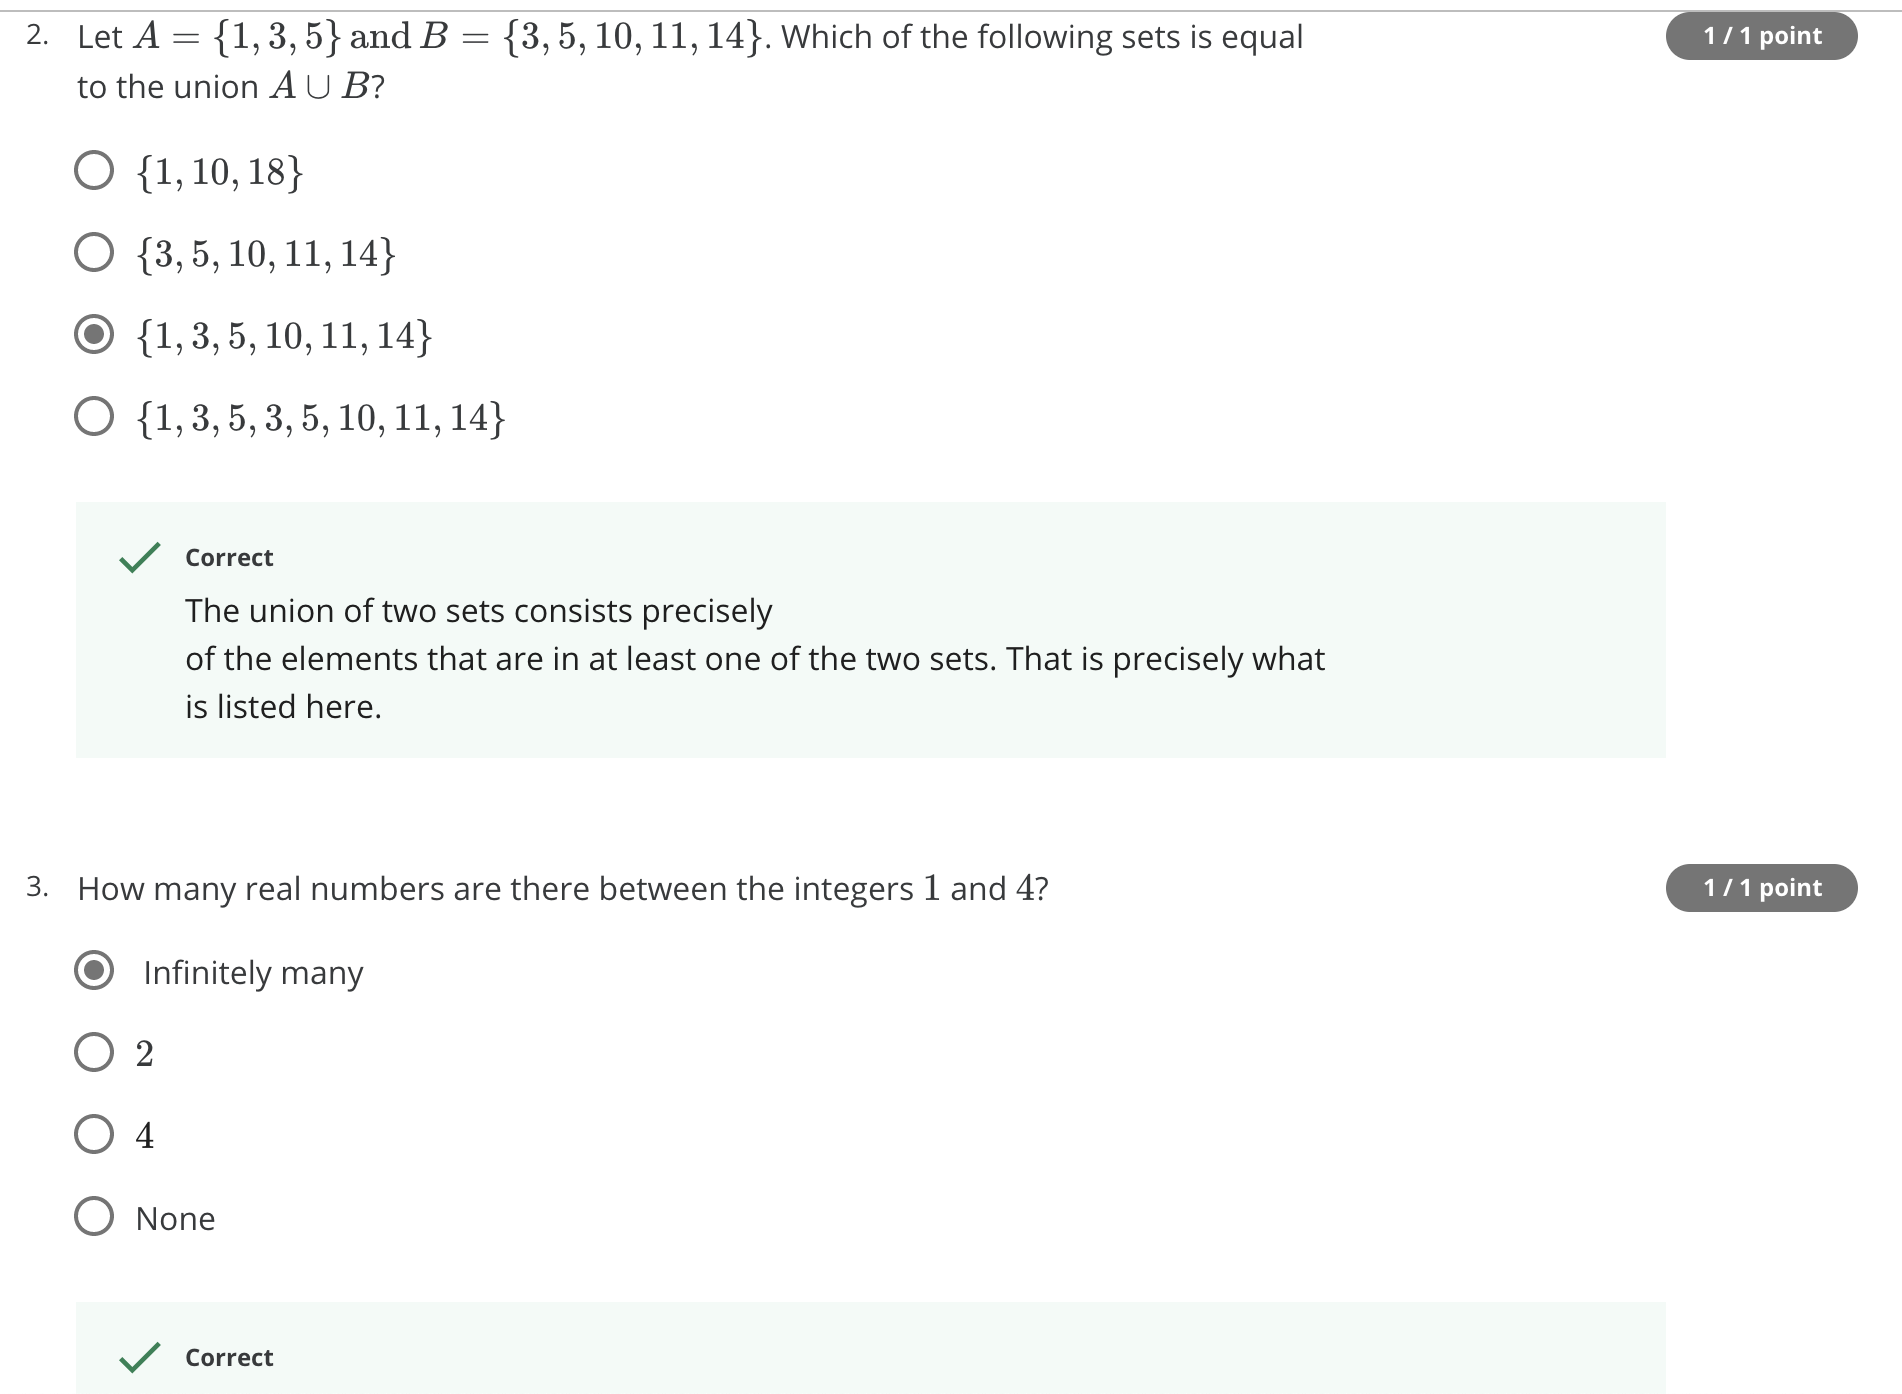 2. Let A = {1, 3, 5} and B = {3, 5, 10, 11, 14}. Which of the following sets is equal 1 / 1 point
to the union A ∪ B?
{1, 10, 18}
{3, 5, 10, 11, 14}
{1, 3, 5, 10, 11, 14}
{1, 3, 5, 3, 5, 10, 11, 14}
Correct
The union of two sets consists precisely
of the elements that are in at least one of the two sets. That is precisely what
is listed here.
3. How many real numbers are there between the integers 1 and 4? 1 / 1 point
Infinitely many
2
4
None
Correct